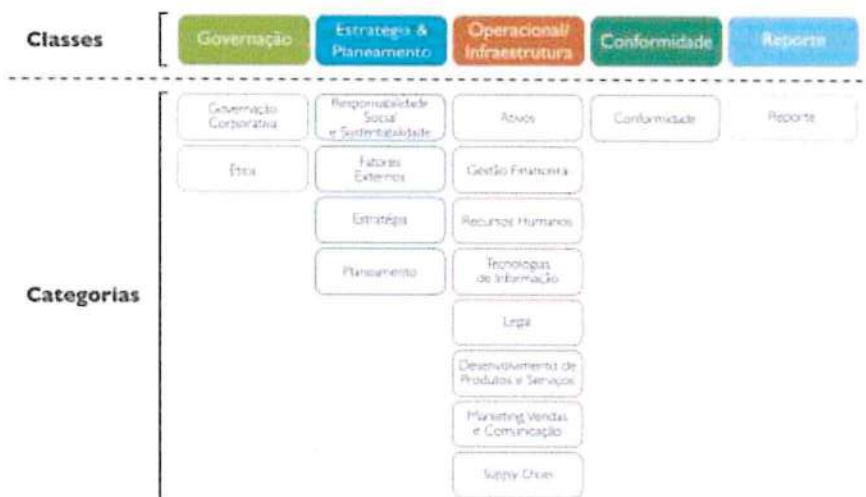 Classes
Governação
Estratégia &
Planeamento
Operacional/
Infraestrutura
Conformidade
Reporte
Categorias
Governação
Corporativa
Ética
Responsabilidade
Social
e Sustentabilidade
Fatores
Externos
Estratégia
Planeamento
Ativos
Gestão Financeira
Recursos Humanos
Tecnologias
de Informação
Legal
Desenvolvimento de
Produtos e Serviços
Marketing, Vendas
e Comunicação
Supply Chain
Conformidade
Reporte